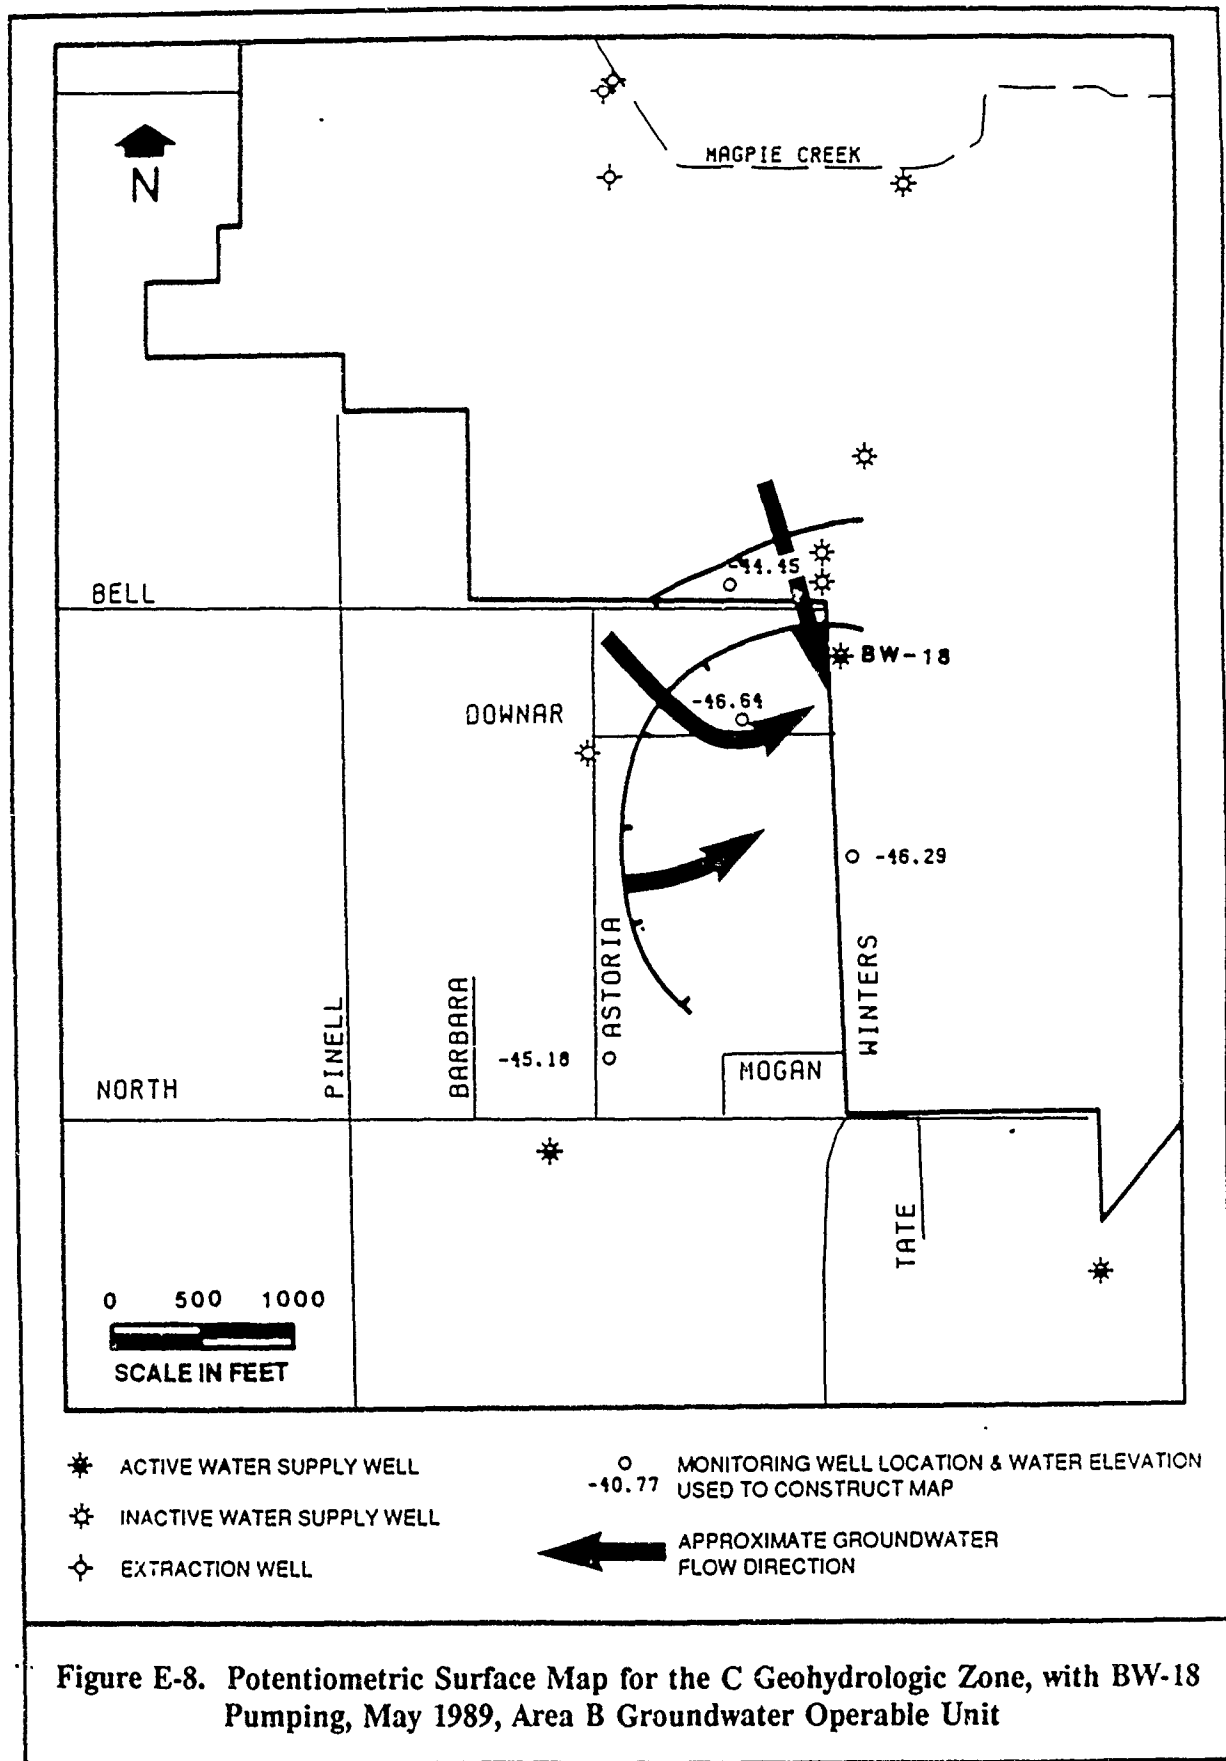 N
MAGPIE CREEK
-44.45
BELL
BW-18
-46.64
DOWNAR
-46.29
ASTORIA
WINTERS
BARBARA
PINELL
-45.18
MOGAN
NORTH
TATE
0 500 1000
SCALE IN FEET
ACTIVE WATER SUPPLY WELL
INACTIVE WATER SUPPLY WELL
EXTRACTION WELL
MONITORING WELL LOCATION & WATER ELEVATION
-40.77 USED TO CONSTRUCT MAP
APPROXIMATE GROUNDWATER
FLOW DIRECTION
Figure E-8. Potentiometric Surface Map for the C Geohydrologic Zone, with BW-18
Pumping, May 1989, Area B Groundwater Operable Unit